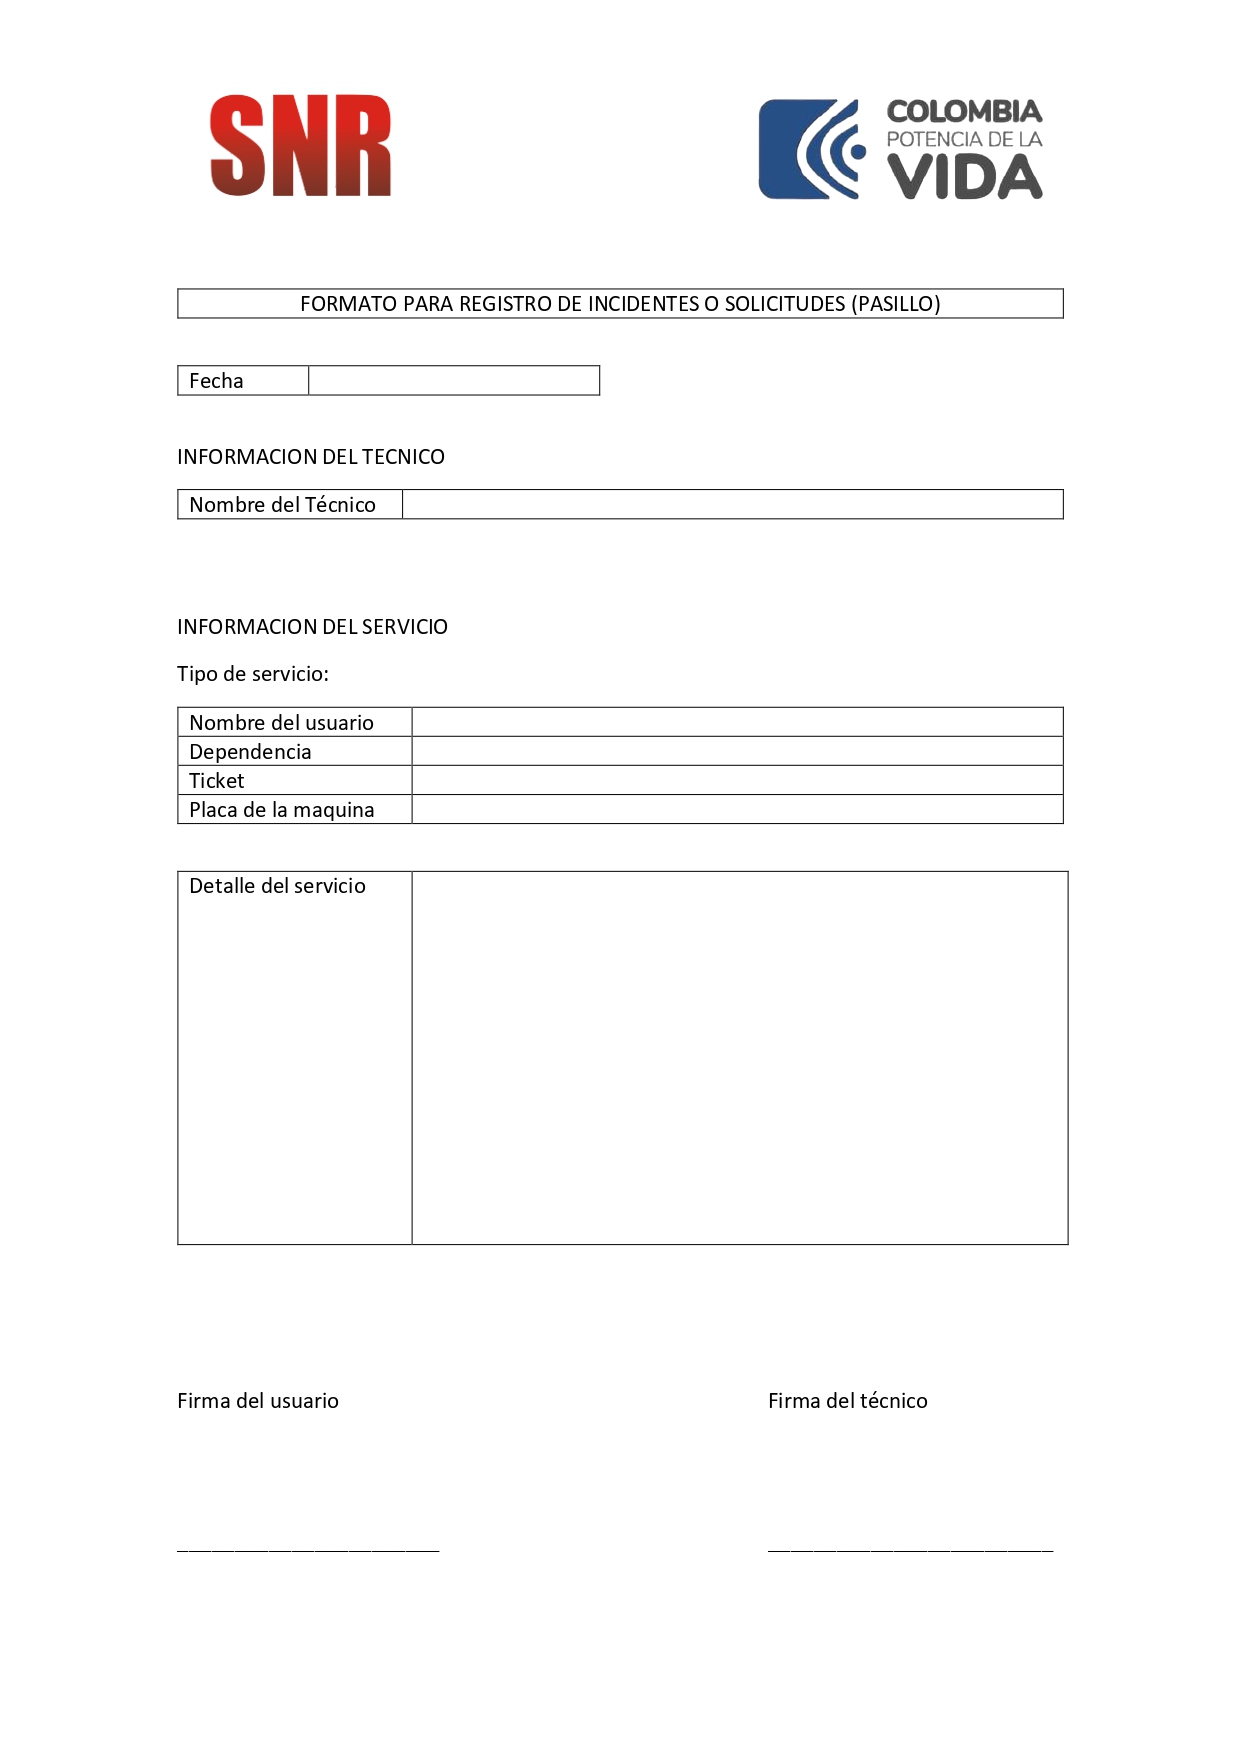 SNR
COLOMBIA
POTENCIA DE LA
VIDA
FORMATO PARA REGISTRO DE INCIDENTES O SOLICITUDES (PASILLO)
Fecha
INFORMACION DEL TECNICO
Nombre del Técnico
INFORMACION DEL SERVICIO
Tipo de servicio:
Nombre del usuario
Dependencia
Ticket
Placa de la maquina
Detalle del servicio
Firma del usuario Firma del técnico